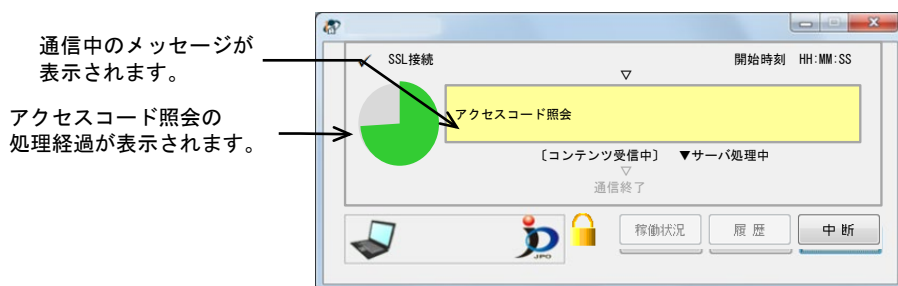 通信中のメッセージが
表示されます。
アクセスコード照会の
処理経過が表示されます。
✓ SSL接続
開始時刻 HH:MM:SS
▽
アクセスコード照会
〔コンテンツ受信中〕 ▼サーバ処理中
▽
通信終了
JPO
稼働状況
履 歴
中 断